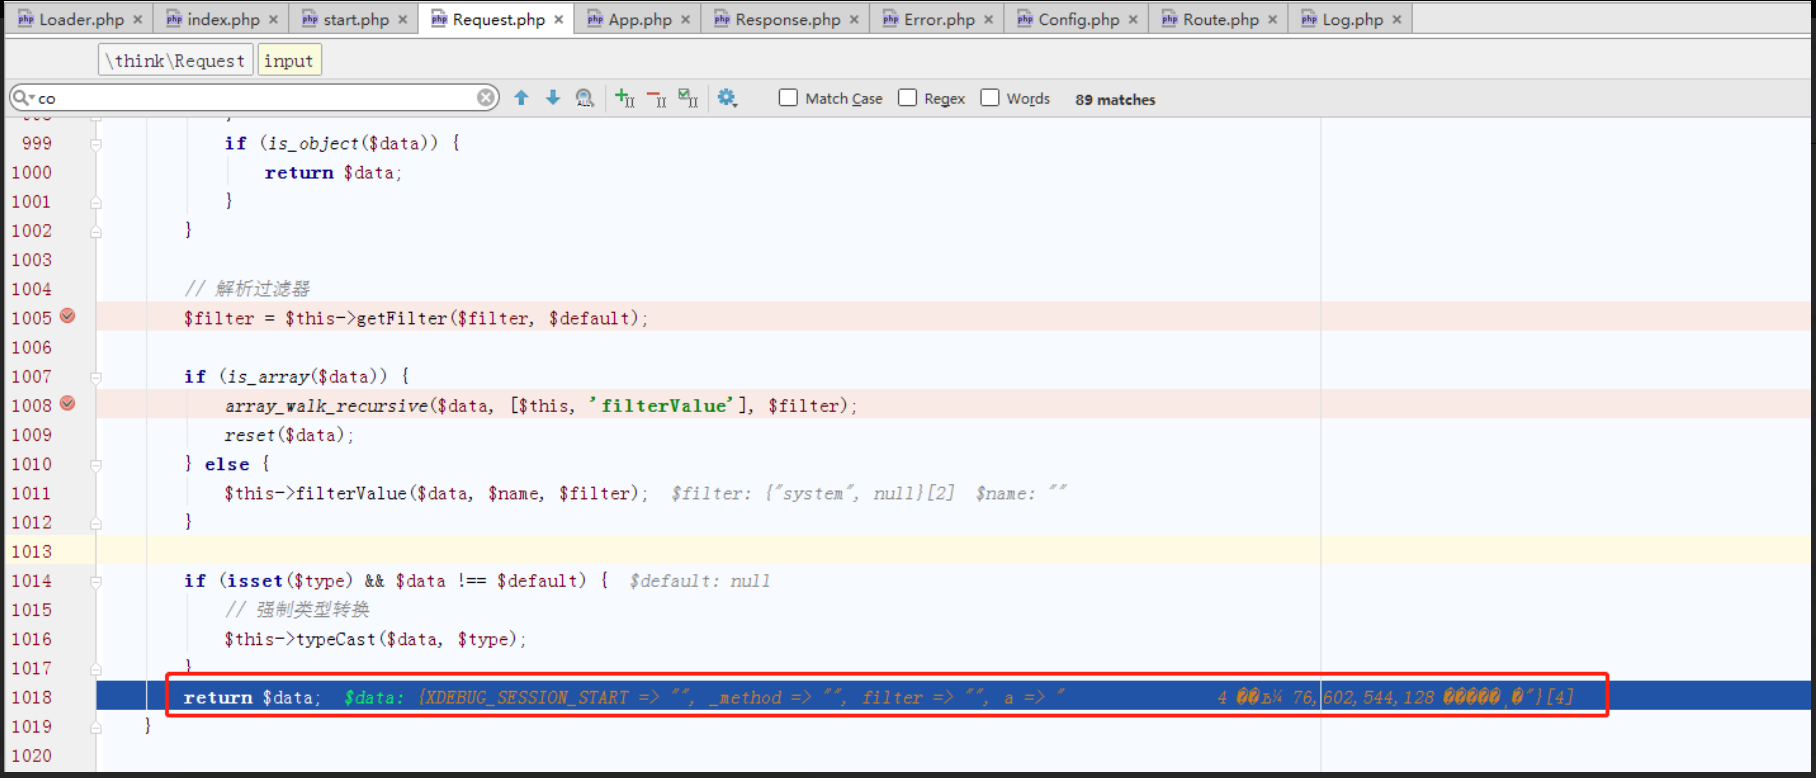 Loader.php × index.php × start.php × Request.php × App.php × Response.php × Error.php × Config.php × Route.php × Log.php ×
\think\Request input
co Match Case Regex Words 89 matches
999 if (is_object($data)) {
1000 return $data;
1001 }
1002 }
1003
1004 // 解析过滤器
1005 $filter = $this->getFilter($filter, $default);
1006
1007 if (is_array($data)) {
1008 array_walk_recursive($data, [$this, 'filterValue'], $filter);
1009 reset($data);
1010 } else {
1011 $this->filterValue($data, $name, $filter); $filter: {"system", null}[2] $name: ""
1012 }
1013
1014 if (isset($type) && $data !== $default) { $default: null
1015 // 强制类型转换
1016 $this->typeCast($data, $type);
1017 }
1018 return $data; $data: {XDEBUG_SESSION_START => "", _method => "", filter => "", a => " 4 76,602,544,128 "}[4]
1019 }
1020